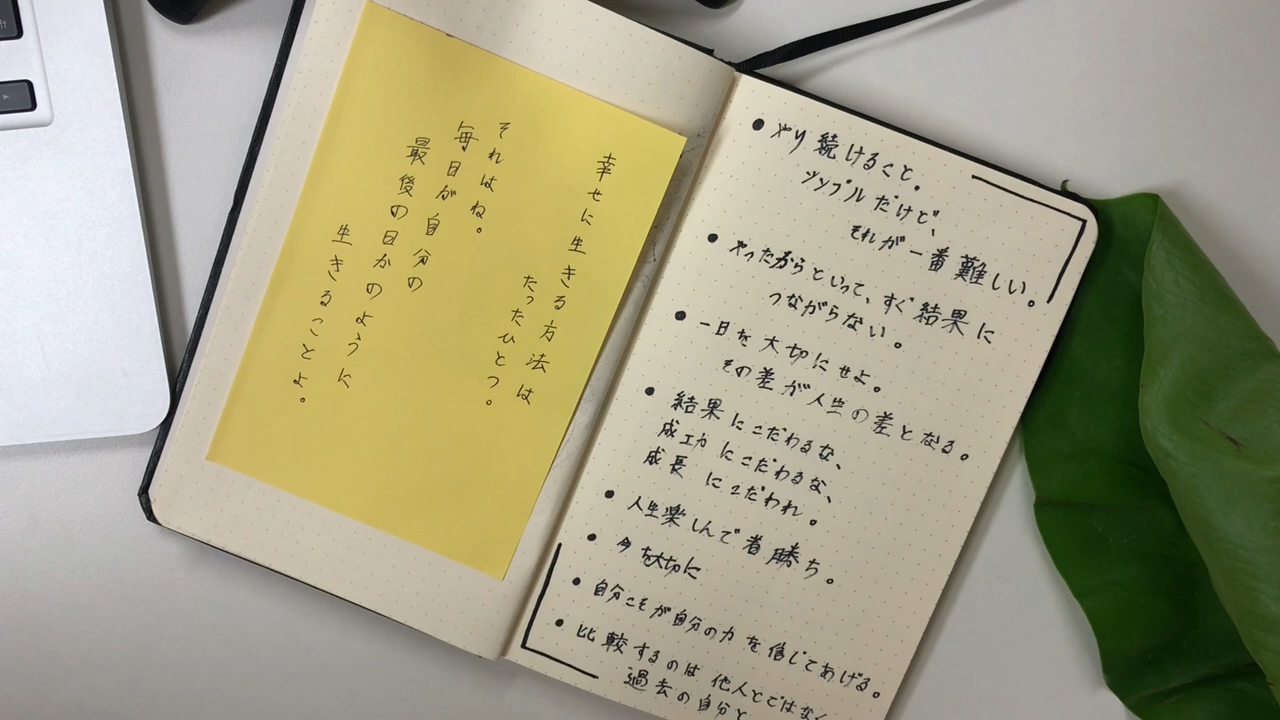 幸せに生きる方法は
たったひとつ。
それはね。
毎日が自分の
最後の日かのように
生きることよ。
● やり続けること。
シンプルだけど、
それが一番難しい。
● やったからといって、すぐ結果に
つながらない。
● 一日を大切にせよ。
その差が人生の差となる。
● 結果にこだわるな、
成功にこだわるな、
成長にこだわれ。
● 人生楽しんで者勝ち。
● 今を大切に
● 自分こそが自分の力を信じてあげる。
● 比較するのは他人とではなく
過去の自分と